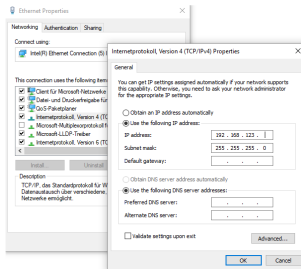 Ethernet Properties
Networking Authentication Sharing
Connect using:
Intel(R) Ethernet Connection (5) I
This connection uses the following item
Client für Microsoft-Netzwerke
Datei- und Druckerfreigabe für
QoS-Paketplaner
Internetprotokoll, Version 4 (TC
Microsoft-Multiplexorprotokoll f
Microsoft-LLDP-Treiber
Internetprotokoll, Version 6 (TC
Install... Uninstall
Description
TCP/IP, das Standardprotokoll für W
Datenaustausch über verschiedene,
Netzwerke ermöglicht.
Internetprotokoll, Version 4 (TCP/IPv4) Properties
General
You can get IP settings assigned automatically if your network supports
this capability. Otherwise, you need to ask your network administrator
for the appropriate IP settings.
Obtain an IP address automatically
Use the following IP address:
IP address: 192 . 168 . 123 .
Subnet mask: 255 . 255 . 255 . 0
Default gateway: . . .
Obtain DNS server address automatically
Use the following DNS server addresses:
Preferred DNS server: . . .
Alternate DNS server: . . .
Validate settings upon exit
Advanced...
OK Cancel